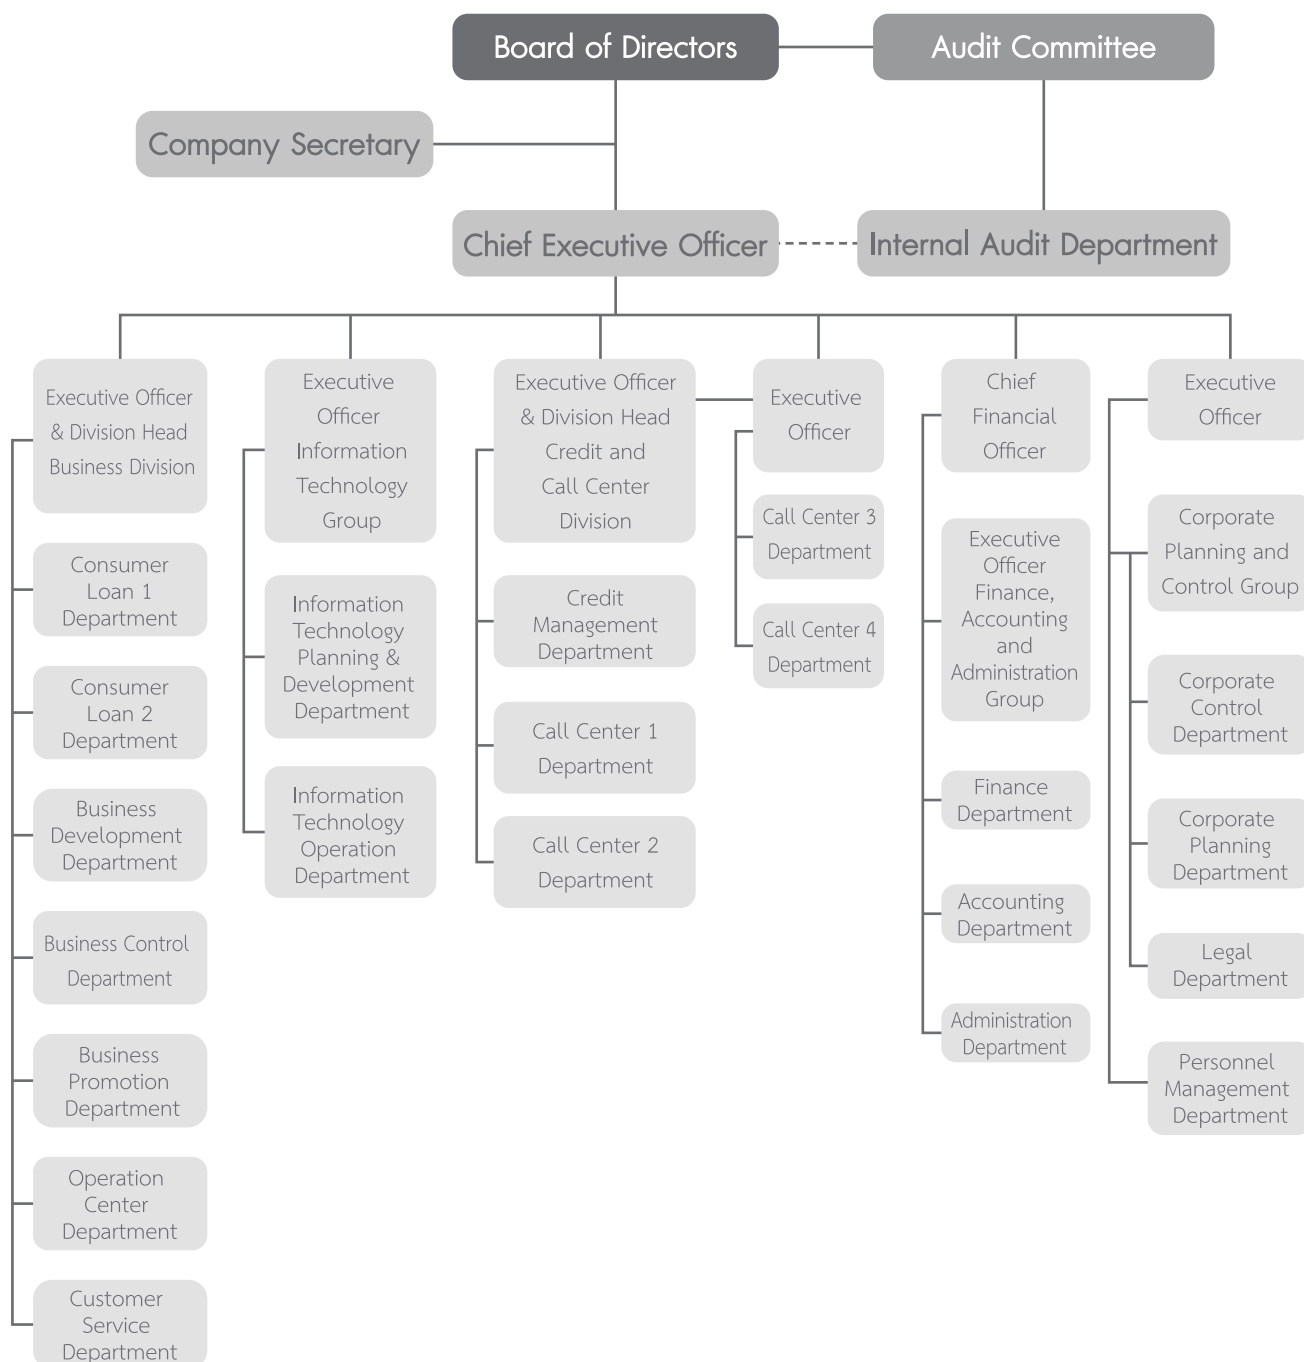 Board of Directors
Audit Committee
Company Secretary
Chief Executive Officer
Internal Audit Department
Executive Officer
& Division Head
Business Division
Consumer
Loan 1
Department
Consumer
Loan 2
Department
Business
Development
Department
Business Control
Department
Business
Promotion
Department
Operation
Center
Department
Customer
Service
Department
Executive
Officer
Information
Technology
Group
Information
Technology
Planning &
Development
Department
Information
Technology
Operation
Department
Executive Officer
& Division Head
Credit and
Call Center
Division
Credit
Management
Department
Call Center 1
Department
Call Center 2
Department
Executive
Officer
Call Center 3
Department
Call Center 4
Department
Chief
Financial
Officer
Executive
Officer
Finance,
Accounting
and
Administration
Group
Finance
Department
Accounting
Department
Administration
Department
Executive
Officer
Corporate
Planning and
Control Group
Corporate
Control
Department
Corporate
Planning
Department
Legal
Department
Personnel
Management
Department